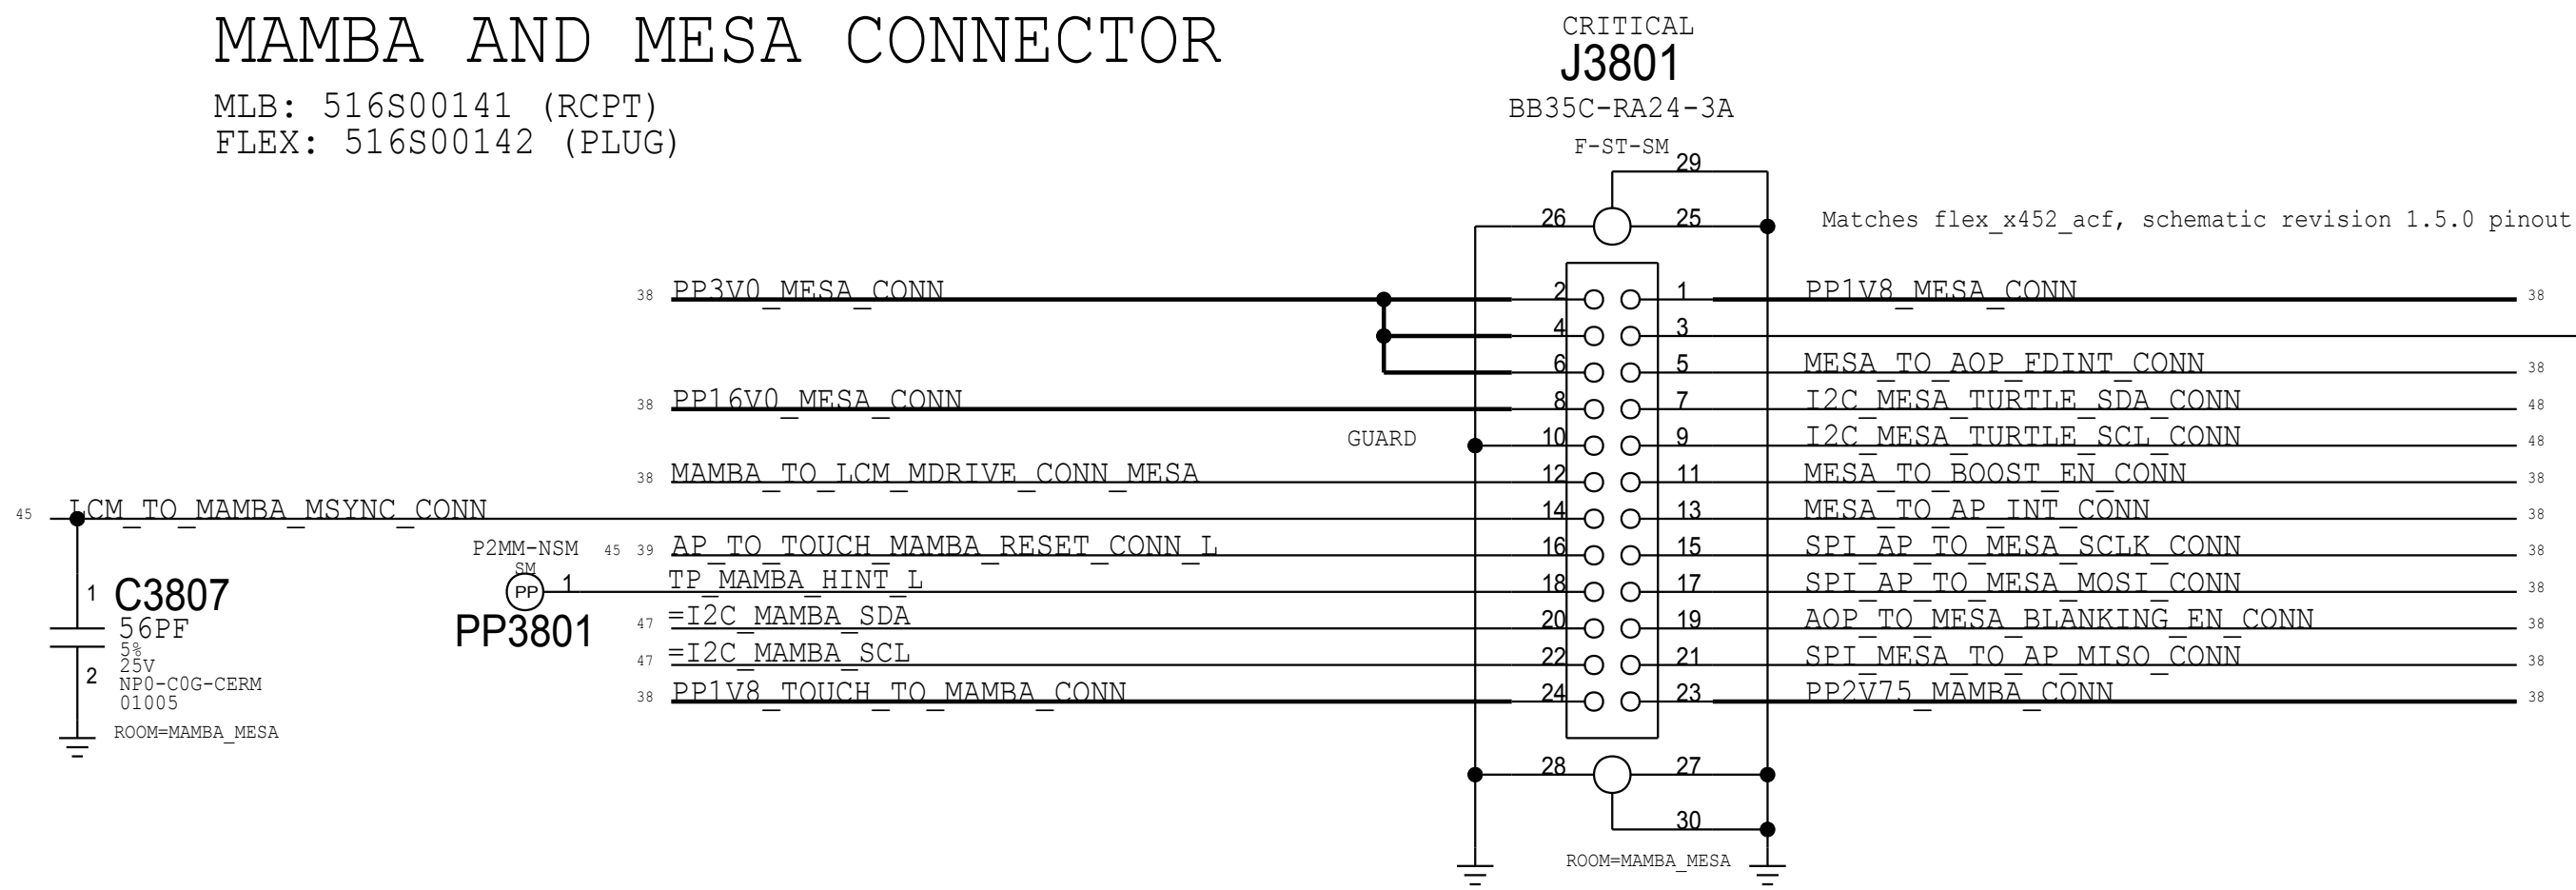 MAMBA AND MESA CONNECTOR
MLB: 516S00141 (RCPT)
FLEX: 516S00142 (PLUG)
CRITICAL
J3801
BB35C-RA24-3A
F-ST-SM
29
26 25
Matches flex_x452_acf, schematic revision 1.5.0 pinout
38 PP3V0_MESA_CONN 2 1 PP1V8_MESA_CONN 38
4 3
6 5 MESA_TO_AOP_FDINT_CONN 38
38 PP16V0_MESA_CONN 8 7 I2C_MESA_TURTLE_SDA_CONN 48
GUARD 10 9 I2C_MESA_TURTLE_SCL_CONN 48
38 MAMBA_TO_LCM_MDRIVE_CONN_MESA 12 11 MESA_TO_BOOST_EN_CONN 38
45 LCM_TO_MAMBA_MSYNC_CONN 14 13 MESA_TO_AP_INT_CONN 38
P2MM-NSM 45 39 AP_TO_TOUCH_MAMBA_RESET_CONN_L 16 15 SPI_AP_TO_MESA_SCLK_CONN 38
SM
PP 1 TP_MAMBA_HINT_L 18 17 SPI_AP_TO_MESA_MOSI_CONN 38
PP3801
47 =I2C_MAMBA_SDA 20 19 AOP_TO_MESA_BLANKING_EN_CONN 38
47 =I2C_MAMBA_SCL 22 21 SPI_MESA_TO_AP_MISO_CONN 38
38 PP1V8_TOUCH_TO_MAMBA_CONN 24 23 PP2V75_MAMBA_CONN 38
1 C3807
56PF
5%
25V
2 NP0-C0G-CERM
01005
ROOM=MAMBA_MESA
28 27
30
ROOM=MAMBA_MESA